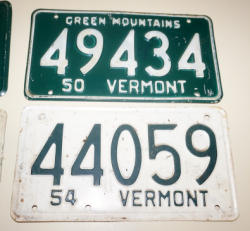 GREEN MOUNTAINS
49434
50 VERMONT
44059
54 VERMONT